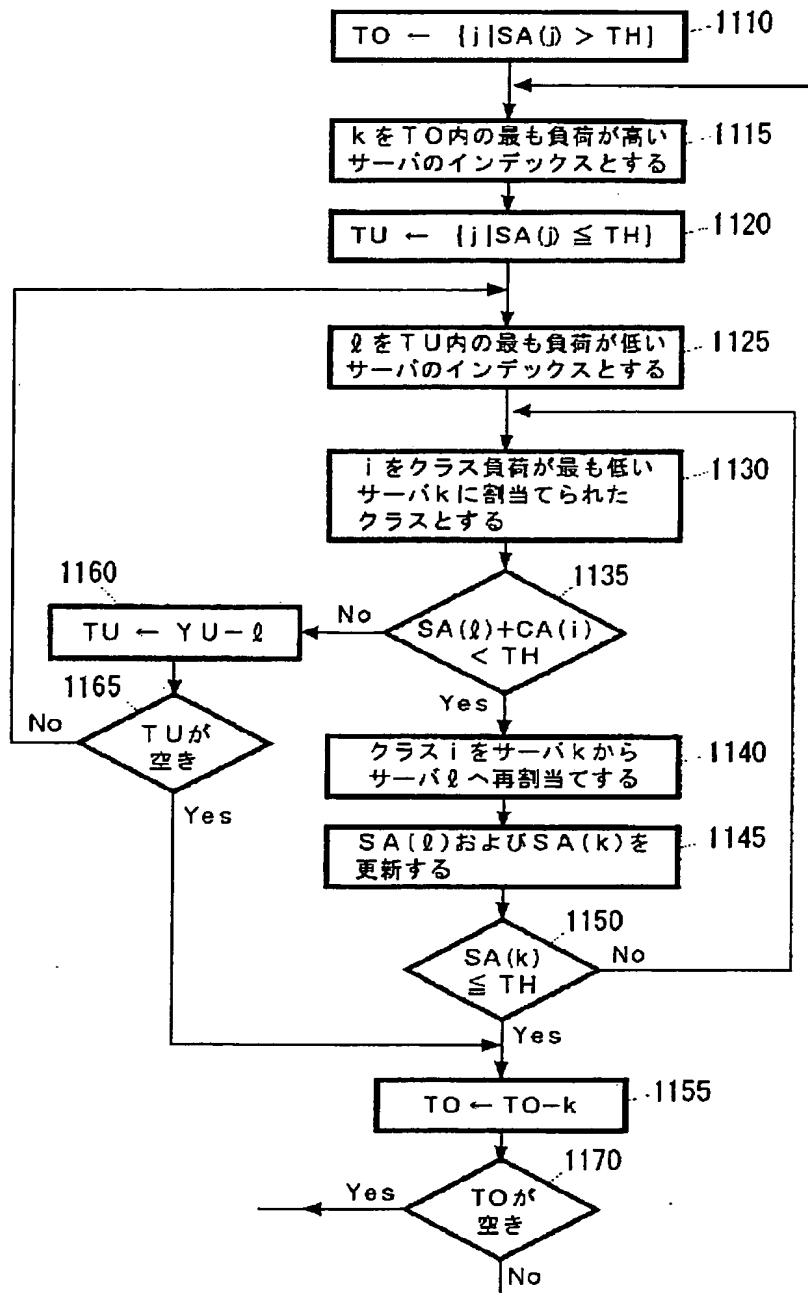 TO ← {j|SA(j) > TH}
1110
kをTO内の最も負荷が高い
サーバのインデックスとする
1115
TU ← {j|SA(j) ≦ TH}
1120
ℓをTU内の最も負荷が低い
サーバのインデックスとする
1125
iをクラス負荷が最も低い
サーバkに割当てられた
クラスとする
1130
1135
SA(ℓ)+CA(i)
< TH
No
Yes
1160
TU ← YU-ℓ
1165
TUが
空き
No
Yes
クラスiをサーバkから
サーバℓへ再割当てする
1140
SA(ℓ)およびSA(k)を
更新する
1145
1150
SA(k)
≦ TH
No
Yes
TO ← TO-k
1155
1170
TOが
空き
Yes
No